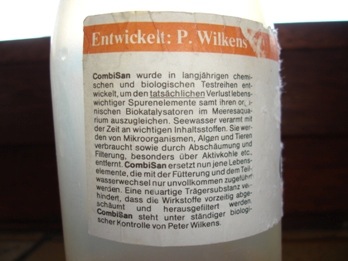 Entwickelt: P. Wilkens
CombiSan wurde in langjährigen chemi-
schen und biologischen Testreihen ent-
wickelt, um den tatsächlichen Verlust lebens-
wichtiger Spurenelemente samt ihren or
nischen Biokatalysatoren im Meeresaqua-
rium auszugleichen. Seewasser verarmt mit
der Zeit an wichtigen Inhaltsstoffen. Sie wer-
den von Mikroorganismen, Algen und Tieren
verbraucht sowie durch Abschäumung und
Filterung, besonders über Aktivkohle etc.,
entfernt. CombiSan ersetzt nun jene Lebens-
elemente, die mit der Fütterung und dem Teil-
wasserwechsel nur unvollkommen zugeführt
werden. Eine neuartige Trägersubstanz ver-
hindert, dass die Wirkstoffe vorzeitig abge-
schäumt und herausgefiltert werden.
CombiSan steht unter ständiger biologi-
scher Kontrolle von Peter Wilkens.